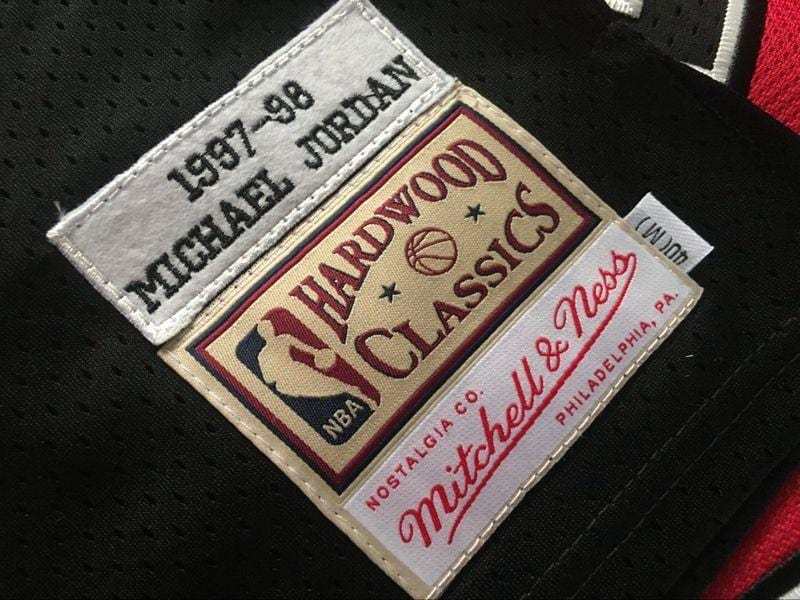 1997-98
MICHAEL JORDAN
HARDWOOD
CLASSICS
NBA
40(M)
NOSTALGIA CO.
Mitchell & Ness
PHILADELPHIA, PA.